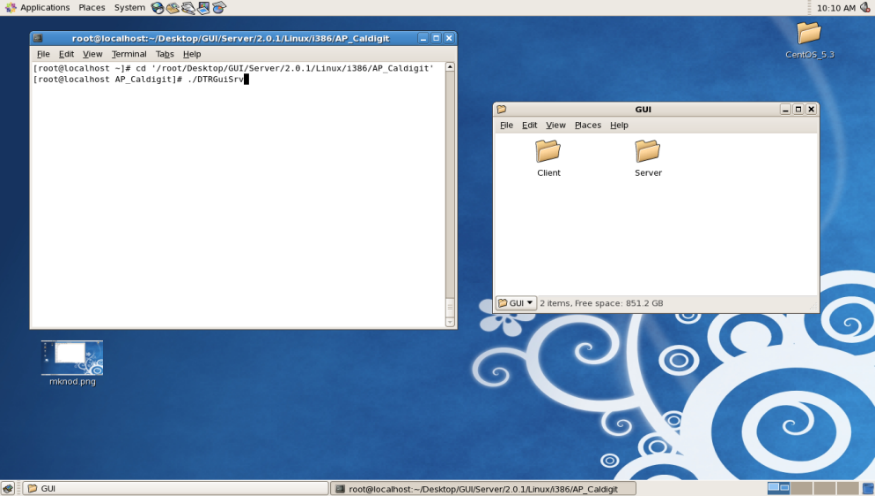 Applications Places System
10:10 AM
root@localhost:~/Desktop/GUI/Server/2.0.1/Linux/i386/AP_Caldigit
File Edit View Terminal Tabs Help
[root@localhost ~]# cd '/root/Desktop/GUI/Server/2.0.1/Linux/i386/AP_Caldigit'
[root@localhost AP_Caldigit]# ./DTRGuiSrv
CentOS_5.3
GUI
File Edit View Places Help
Client
Server
GUI
2 items, Free space: 851.2 GB
mknod.png
GUI
root@localhost:~/Desktop/GUI/Server/2.0.1/Linux/i386/AP_Caldigit